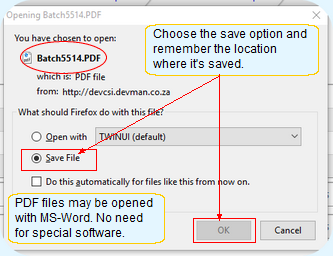 Opening Batch5514.PDF
You have chosen to open:
Batch5514.PDF
which is: PDF file
from: http://devcsi.devman.co.za
Choose the save option and
remember the location
where it's saved.
What should Firefox do with this file?
Open with
TWINUI (default)
Save File
Do this automatically for files like this from now on.
PDF files may be opened
with MS-Word. No need
for special software.
OK
Cancel